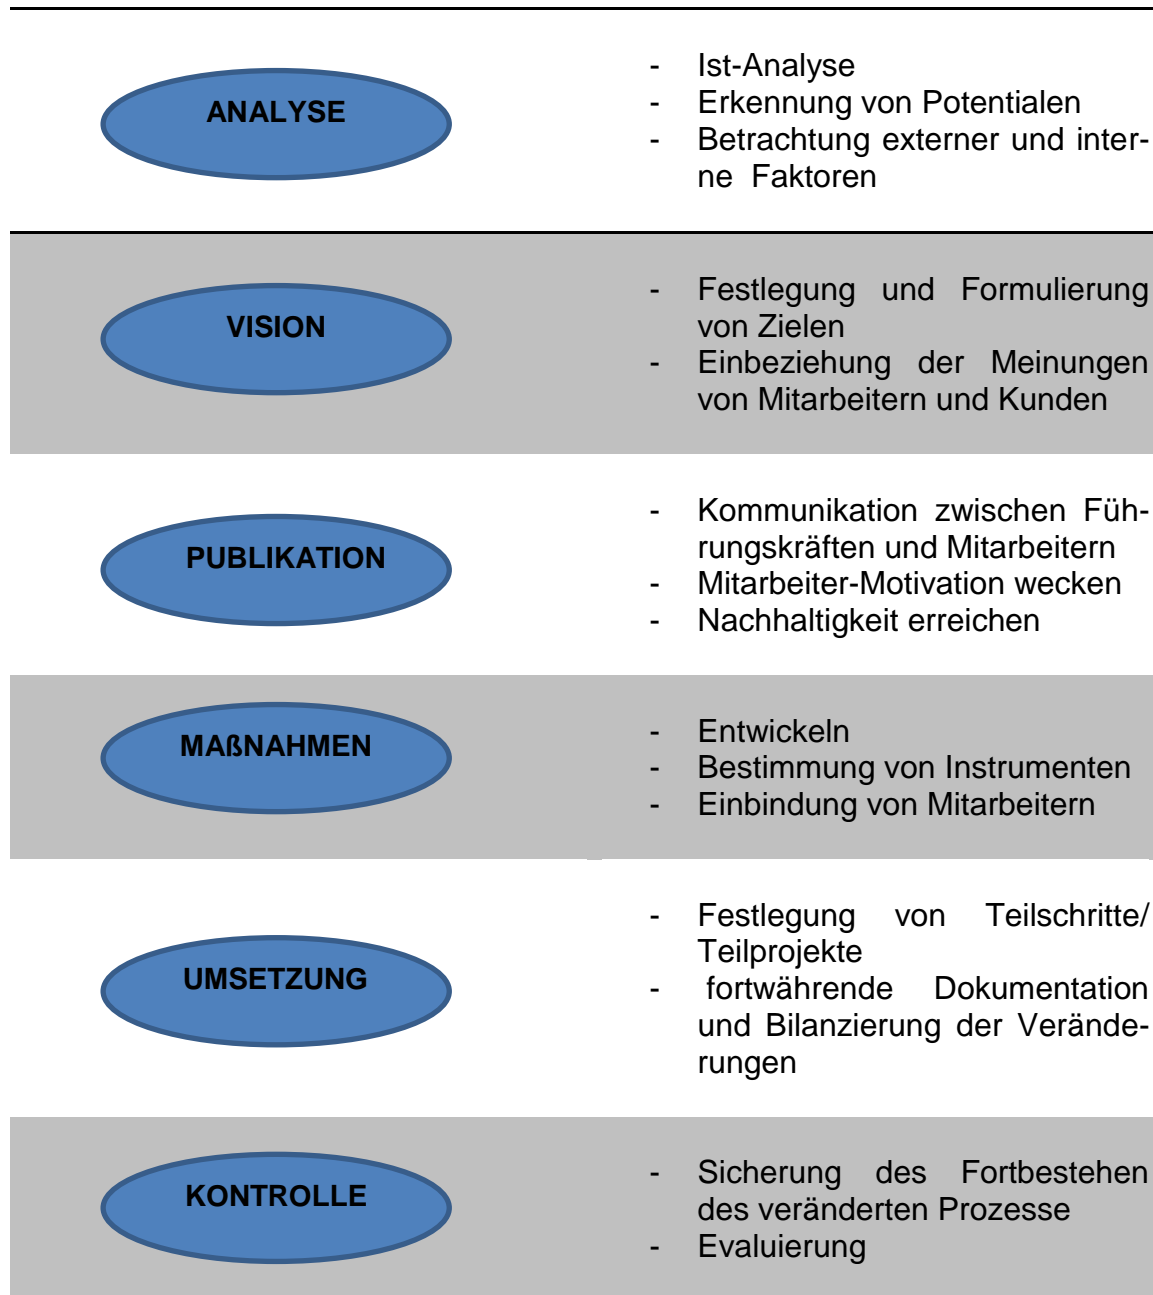 ANALYSE
- Ist-Analyse
- Erkennung von Potentialen
- Betrachtung externer und inter-
ne Faktoren
VISION
- Festlegung und Formulierung
von Zielen
- Einbeziehung der Meinungen
von Mitarbeitern und Kunden
PUBLIKATION
- Kommunikation zwischen Füh-
rungskräften und Mitarbeitern
- Mitarbeiter-Motivation wecken
- Nachhaltigkeit erreichen
MAßNAHMEN
- Entwickeln
- Bestimmung von Instrumenten
- Einbindung von Mitarbeitern
UMSETZUNG
- Festlegung von Teilschritte/
Teilprojekte
- fortwährende Dokumentation
und Bilanzierung der Verände-
rungen
KONTROLLE
- Sicherung des Fortbestehen
des veränderten Prozesse
- Evaluierung